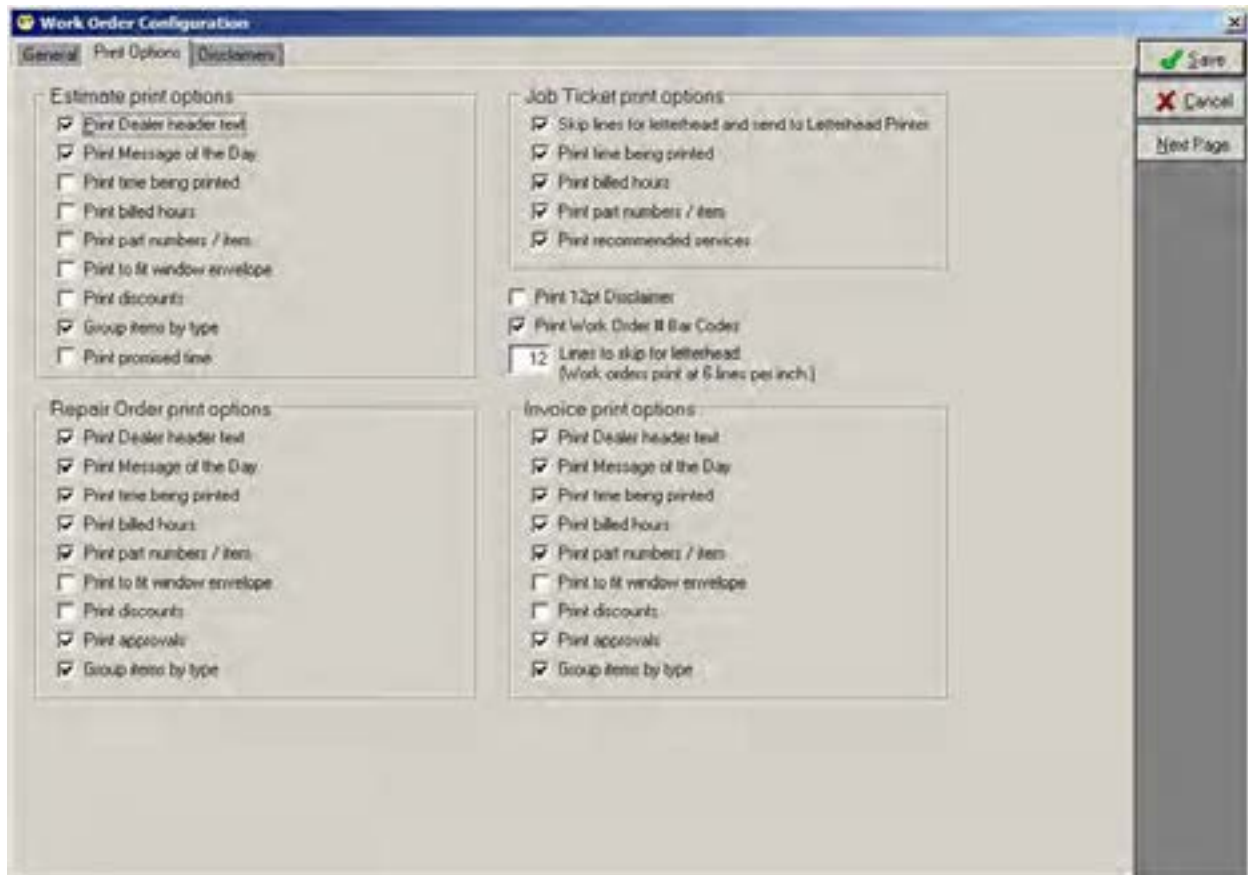 Work Order Configuration
General Print Options Disclaimers
Save
Cancel
Next Page
Estimate print options
Print Dealer header text
Print Message of the Day
Print time being printed
Print billed hours
Print part numbers / item
Print to fit window envelope
Print discounts
Group items by type
Print promised time
Job Ticket print options
Skip lines for letterhead and send to Letterhead Printer
Print time being printed
Print billed hours
Print part numbers / item
Print recommended services
Print 12pt Disclaimer
Print Work Order # Bar Codes
12 Lines to skip for letterhead
(Work orders print at 6 lines per inch.)
Repair Order print options
Print Dealer header text
Print Message of the Day
Print time being printed
Print billed hours
Print part numbers / item
Print to fit window envelope
Print discounts
Print approvals
Group items by type
Invoice print options
Print Dealer header text
Print Message of the Day
Print time being printed
Print billed hours
Print part numbers / item
Print to fit window envelope
Print discounts
Print approvals
Group items by type